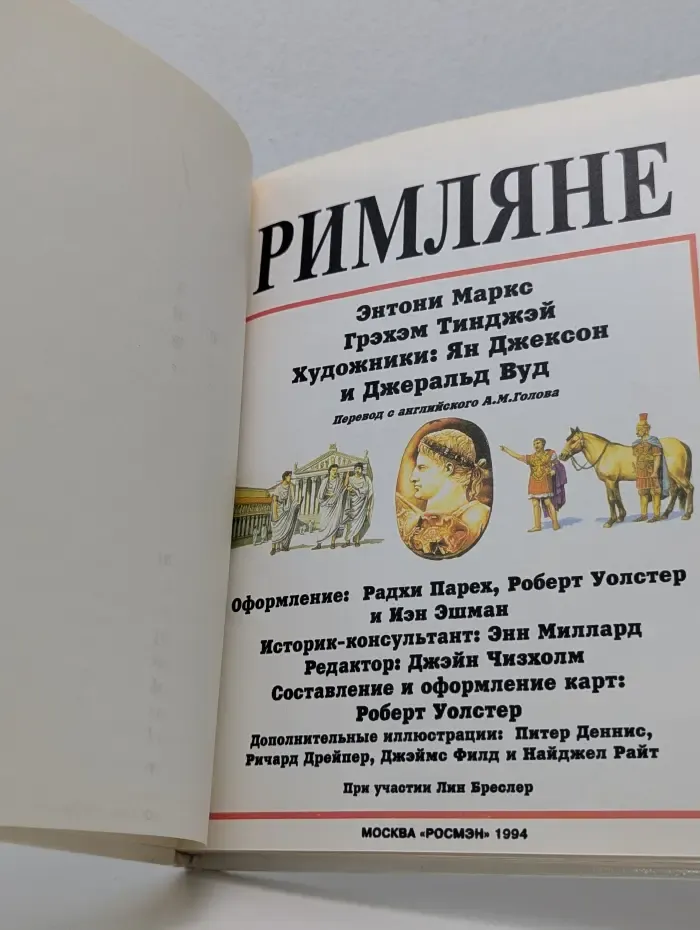 РИМЛЯНЕ
Энтони Маркс
Грэхэм Тинджэй
Художники: Ян Джексон
и Джеральд Вуд
Перевод с английского А.М.Голова
Оформление: Радхи Парех, Роберт Уолстер
и Иэн Эшман
Историк-консультант: Энн Миллард
Редактор: Джэйн Чизхолм
Составление и оформление карт:
Роберт Уолстер
Дополнительные иллюстрации: Питер Деннис,
Ричард Дрейпер, Джэймс Филд и Найджел Райт
При участии Лин Бреслер
МОСКВА «РОСМЭН» 1994